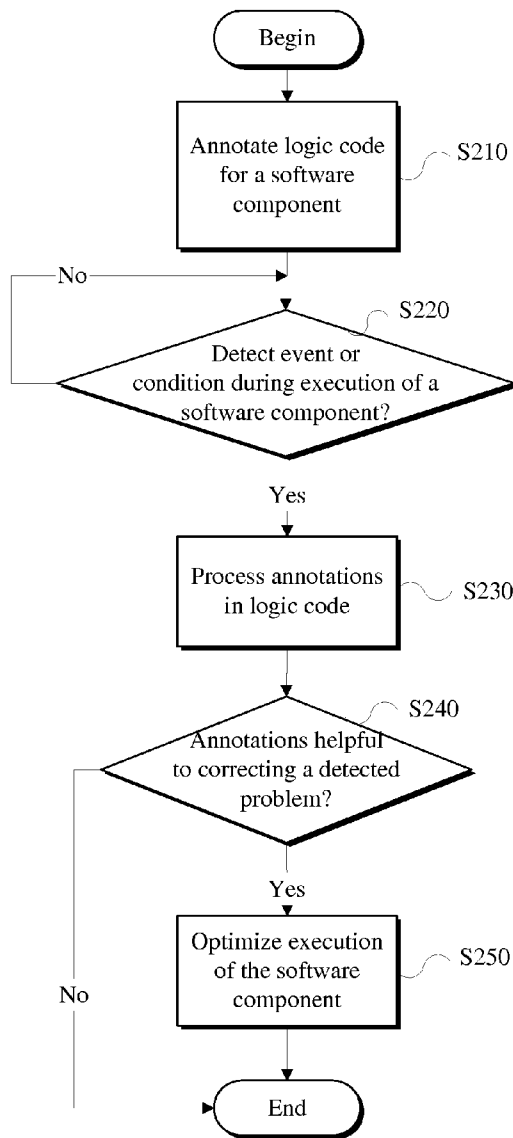 Begin
Annotate logic code
for a software
component
S210
No
S220
Detect event or
condition during execution of a
software component?
Yes
Process annotations
in logic code
S230
S240
Annotations helpful
to correcting a detected
problem?
Yes
Optimize execution
of the software
component
S250
No
End